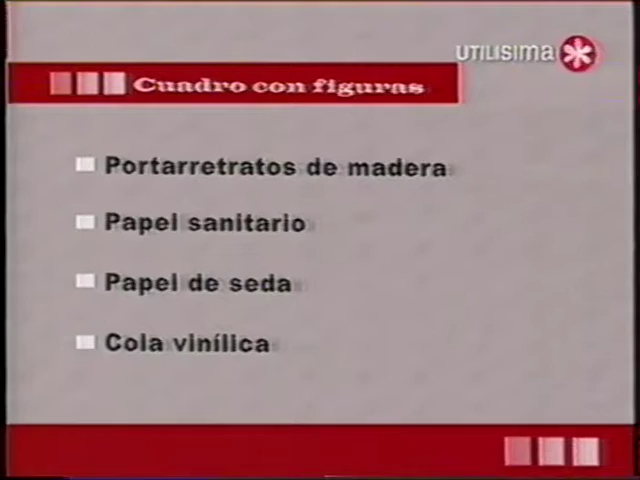 UTILISIMA
Cuadro con figuras
Portarretratos de madera
Papel sanitario
Papel de seda
Cola vinílica